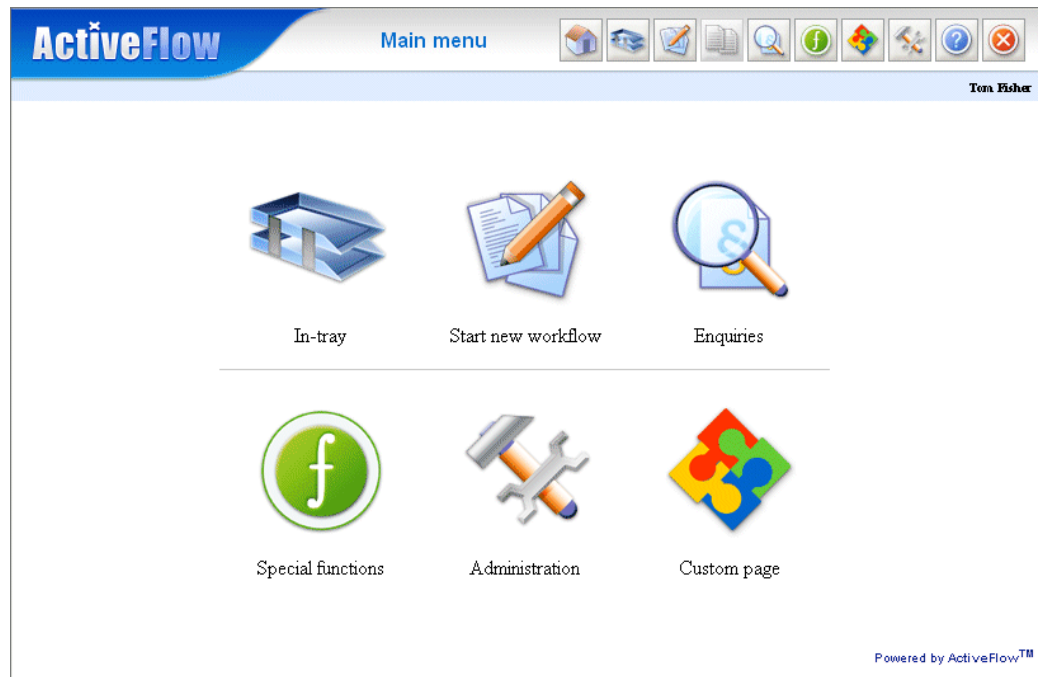 ActiveFlow
Main menu
Tom Fisher
In-tray
Start new workflow
Enquiries
Special functions
Administration
Custom page
Powered by ActiveFlow™